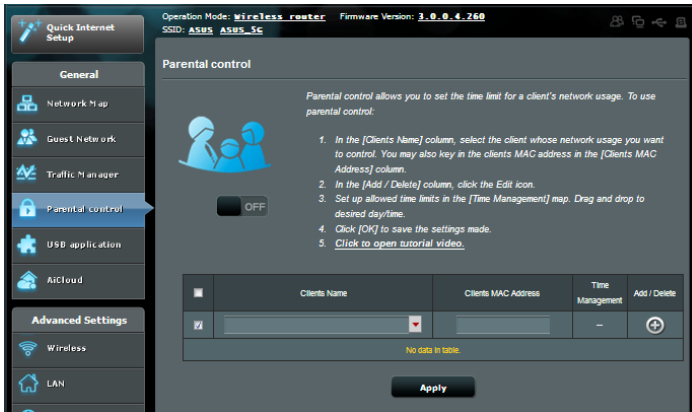 Quick Internet
Setup
Operation Mode: Wireless router Firmware Version: 3.0.0.4.260
SSID: ASUS ASUS_5G
General
Network Map
Guest Network
Traffic Manager
Parental control
USB application
AiCloud
Advanced Settings
Wireless
LAN
Parental control
Parental control allows you to set the time limit for a client's network usage. To use
parental control:
1. In the [Clients Name] column, select the client whose network usage you want
to control. You may also key in the clients MAC address in the [Clients MAC
Address] column.
2. In the [Add / Delete] column, click the Edit icon.
3. Set up allowed time limits in the [Time Management] map. Drag and drop to
desired day/time.
4. Click [OK] to save the settings made.
5. Click to open tutorial video.
OFF
Clients Name Clients MAC Address Time Management Add / Delete
–
No data in table.
Apply